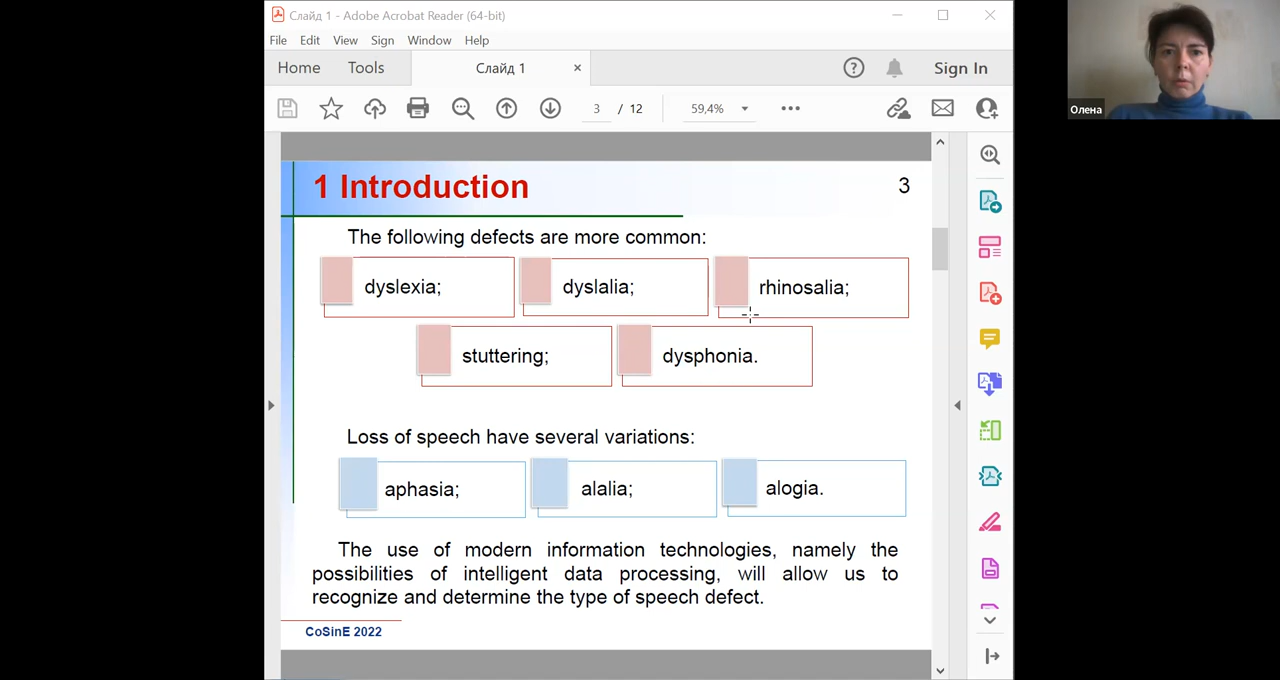 Слайд 1 - Adobe Acrobat Reader (64-bit)
File Edit View Sign Window Help
Home Tools Слайд 1 × Sign In
3 / 12 59,4%
1 Introduction 3
The following defects are more common:
dyslexia; dyslalia; rhinosalia;
stuttering; dysphonia.
Loss of speech have several variations:
aphasia; alalia; alogia.
The use of modern information technologies, namely the
possibilities of intelligent data processing, will allow us to
recognize and determine the type of speech defect.
CoSinE 2022
Олена